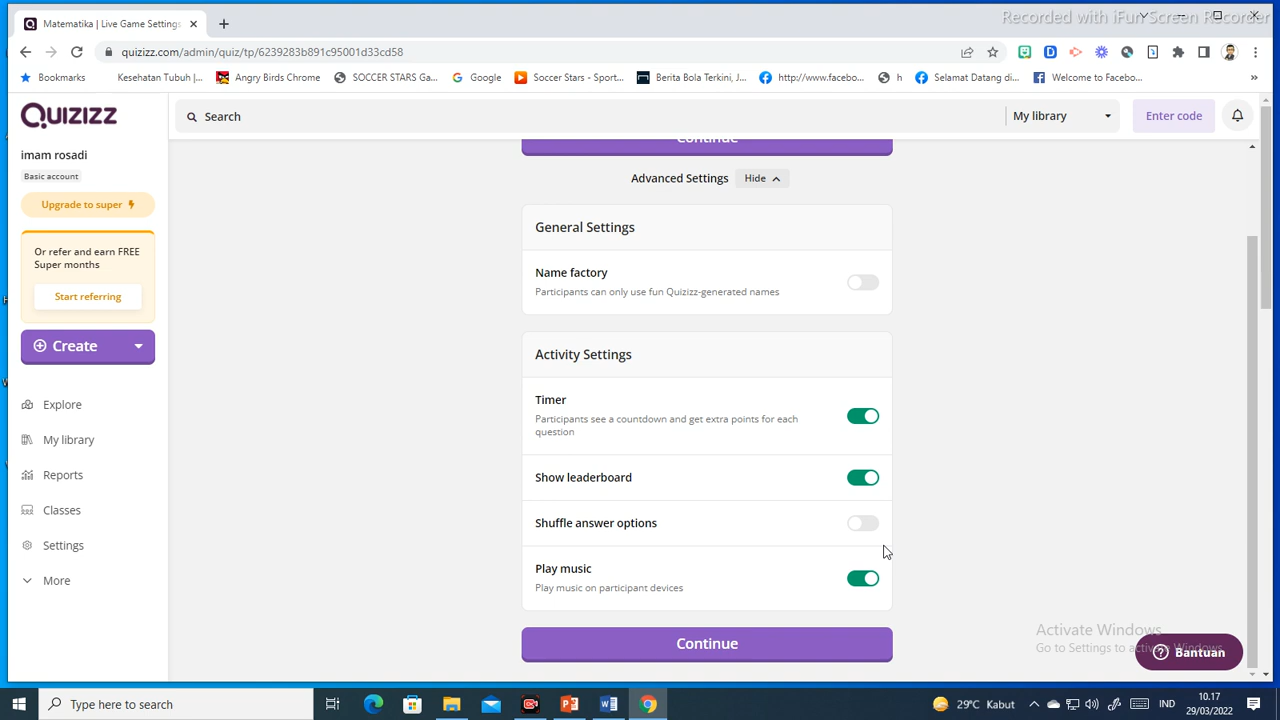 Recorded with iFun Screen Recorder
Matematika | Live Game Settings
quizizz.com/admin/quiz/tp/6239283b891c95001d33cd58
Bookmarks
Kesehatan Tubuh |...
Angry Birds Chrome
SOCCER STARS Ga...
Google
Soccer Stars - Sport...
Berita Bola Terkini, J...
http://www.facebo...
h
Selamat Datang di...
Welcome to Facebo...
QUIZIZZ
Search
My library
Enter code
imam rosadi
Basic account
Upgrade to super
Or refer and earn FREE
Super months
Start referring
Create
Explore
My library
Reports
Classes
Settings
More
Continue
Advanced Settings
Hide
General Settings
Name factory
Participants can only use fun Quizizz-generated names
Activity Settings
Timer
Participants see a countdown and get extra points for each
question
Show leaderboard
Shuffle answer options
Play music
Play music on participant devices
Continue
Activate Windows
Go to Settings to activate Windows.
Bantuan
Type here to search
29°C Kabut
IND
10.17
29/03/2022